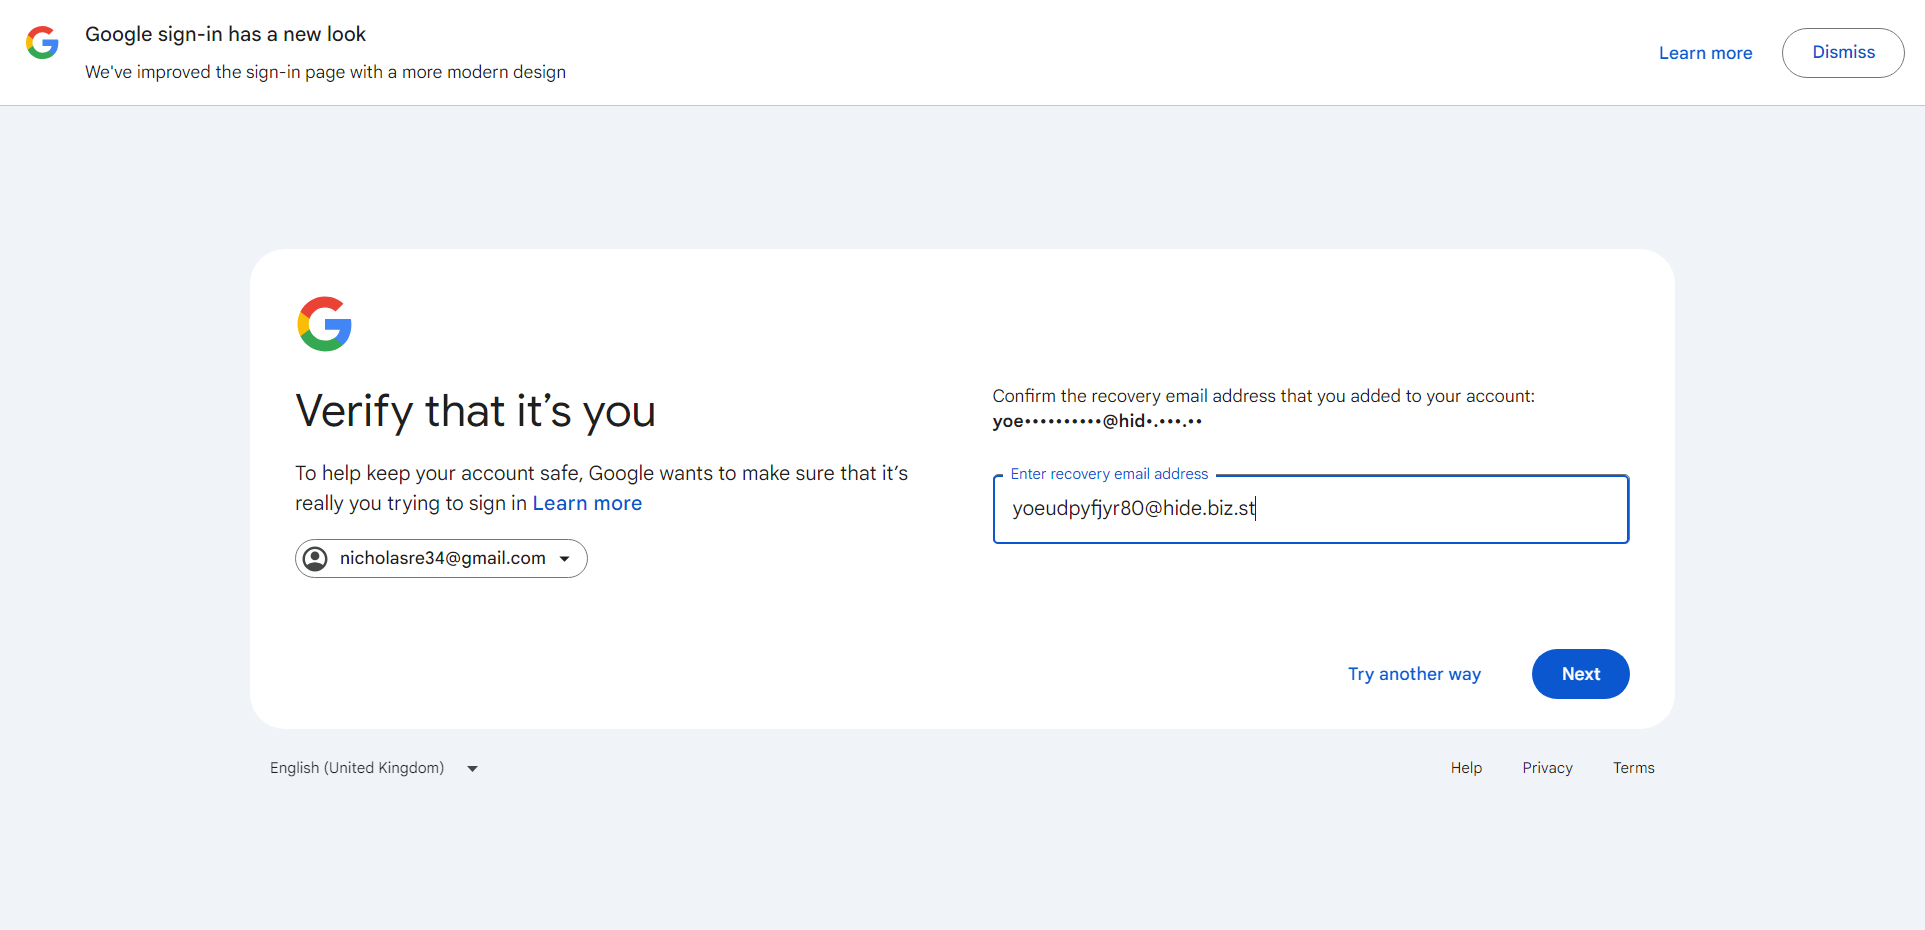 Google sign-in has a new look
We've improved the sign-in page with a more modern design
Learn more
Dismiss
Verify that it's you
To help keep your account safe, Google wants to make sure that it's
really you trying to sign in Learn more
nicholasre34@gmail.com
Confirm the recovery email address that you added to your account:
yoe••••••••••@hid•.•••.••
Enter recovery email address
yoeudpyfjyr80@hide.biz.st
Try another way
Next
English (United Kingdom)
Help
Privacy
Terms